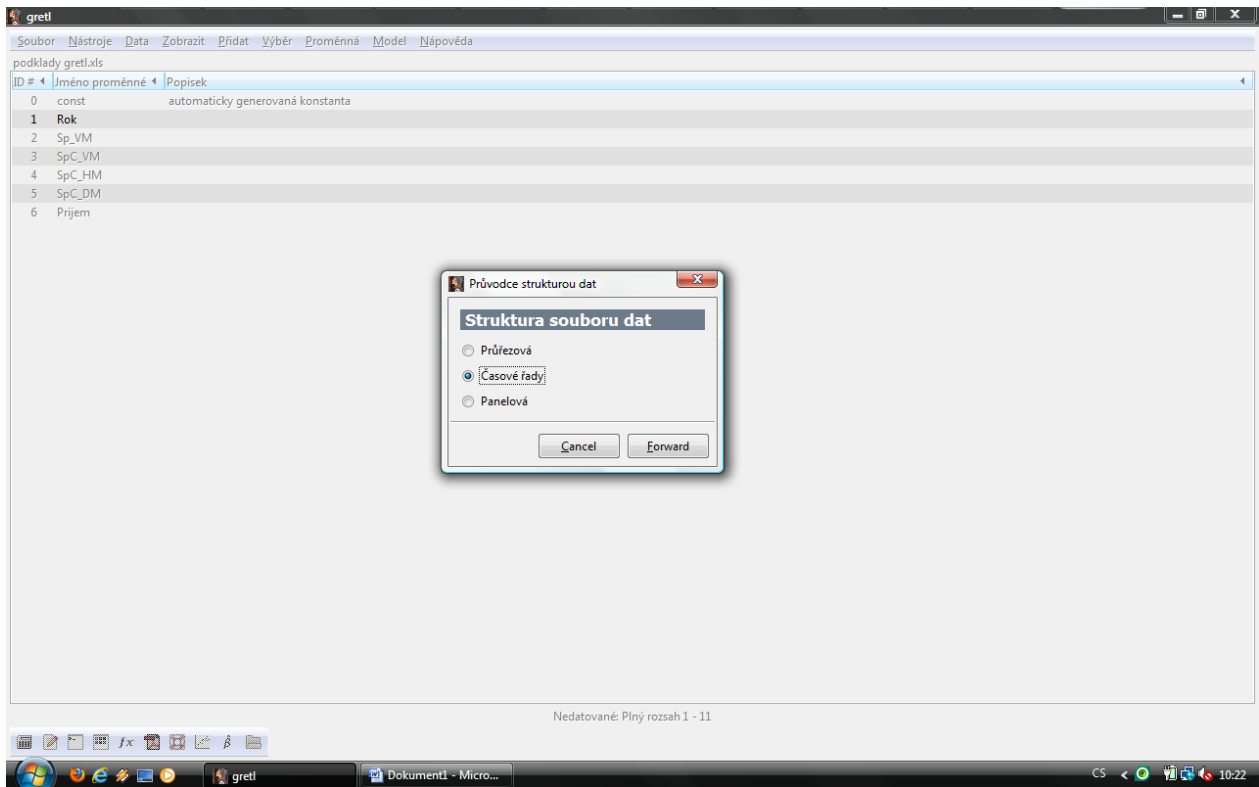 gretl
Soubor Nástroje Data Zobrazit Přidat Výběr Proměnná Model Nápověda
podklady gretl.xls
ID # Jméno proměnné Popisek
0 const automaticky generovaná konstanta
1 Rok
2 Sp_VM
3 SpC_VM
4 SpC_HM
5 SpC_DM
6 Prijem
Průvodce strukturou dat
Struktura souboru dat
Průřezová
Časové řady
Panelová
Cancel Forward
Nedatované: Plný rozsah 1 - 11
fx β̂
gretl Dokument1 - Micro... CS 10:22